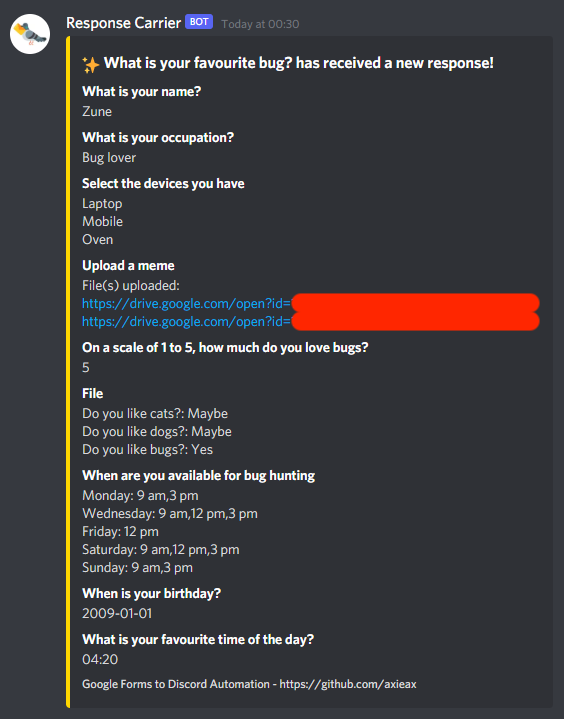 Response Carrier BOT Today at 00:30
✨ What is your favourite bug? has received a new response!
What is your name?
Zune
What is your occupation?
Bug lover
Select the devices you have
Laptop
Mobile
Oven
Upload a meme
File(s) uploaded:
https://drive.google.com/open?id=
https://drive.google.com/open?id=
On a scale of 1 to 5, how much do you love bugs?
5
File
Do you like cats?: Maybe
Do you like dogs?: Maybe
Do you like bugs?: Yes
When are you available for bug hunting
Monday: 9 am,3 pm
Wednesday: 9 am,12 pm,3 pm
Friday: 12 pm
Saturday: 9 am,12 pm,3 pm
Sunday: 9 am,3 pm
When is your birthday?
2009-01-01
What is your favourite time of the day?
04:20
Google Forms to Discord Automation - https://github.com/axieax